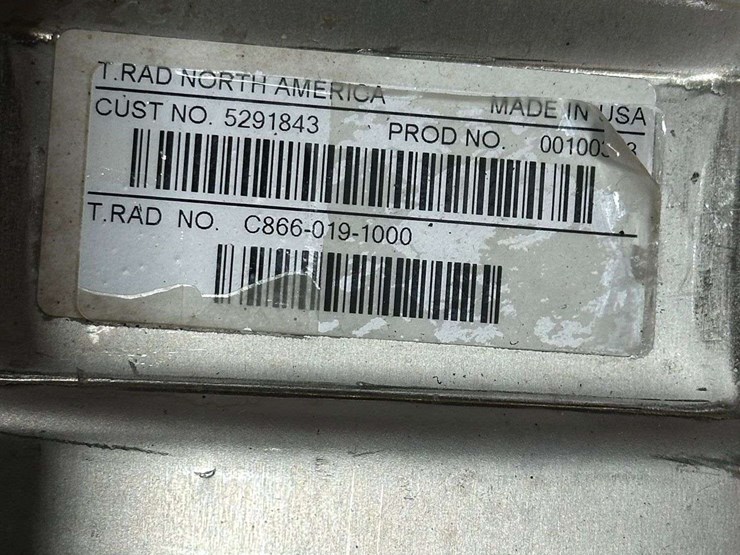 T.RAD NORTH AMERICA MADE IN USA
CUST NO. 5291843 PROD NO.
T.RAD NO. C866-019-1000